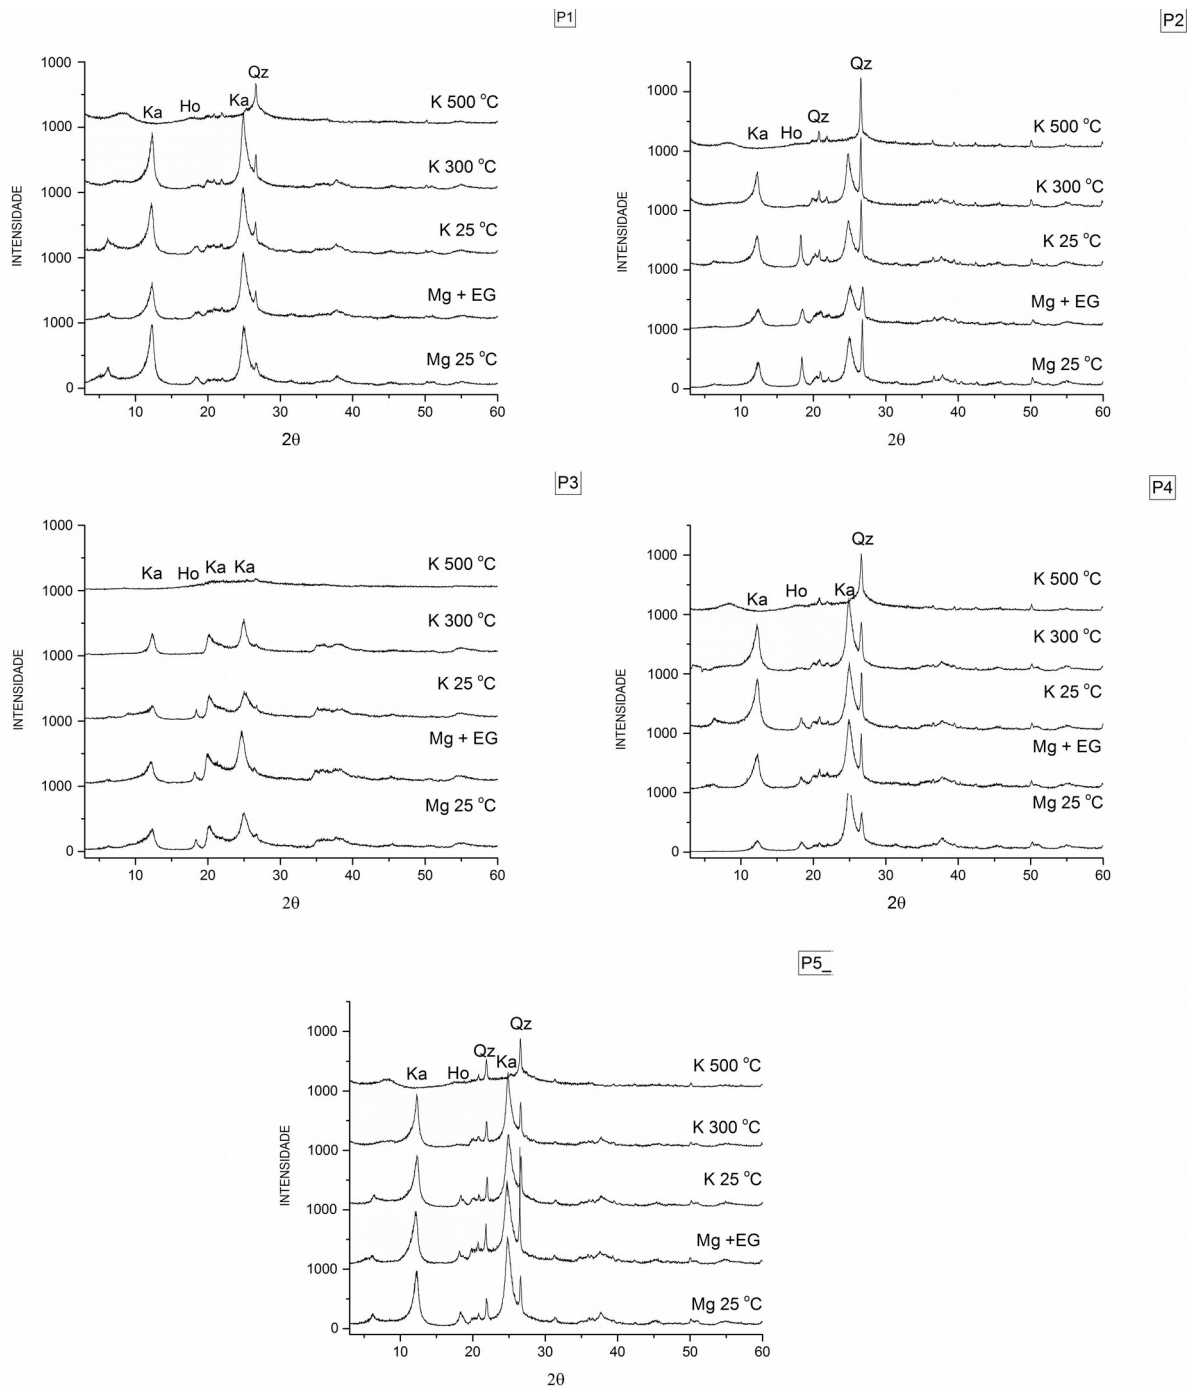 P1
1000
Qz
Ka
Ho
Ka
K 500 °C
1000
K 300 °C
1000
K 25 °C
1000
Mg + EG
1000
Mg 25 °C
0
10 20 30 40 50 60
2θ
INTENSIDADE
P2
1000
Qz
Qz
Ka
Ho
K 500 °C
1000
K 300 °C
1000
K 25 °C
1000
Mg + EG
1000
Mg 25 °C
0
10 20 30 40 50 60
2θ
INTENSIDADE
P3
1000
Ka Ho Ka Ka
K 500 °C
1000
K 300 °C
1000
K 25 °C
1000
Mg + EG
1000
Mg 25 °C
0
10 20 30 40 50 60
2θ
INTENSIDADE
P4
1000
Qz
Ka Ho Ka
K 500 °C
1000
K 300 °C
1000
K 25 °C
1000
Mg + EG
1000
Mg 25 °C
0
10 20 30 40 50 60
2θ
INTENSIDADE
P5_
1000
Qz
Qz
Ka
Ka
Ho
K 500 °C
1000
K 300 °C
1000
K 25 °C
1000
Mg +EG
1000
Mg 25 °C
0
10 20 30 40 50 60
2θ
INTENSIDADE